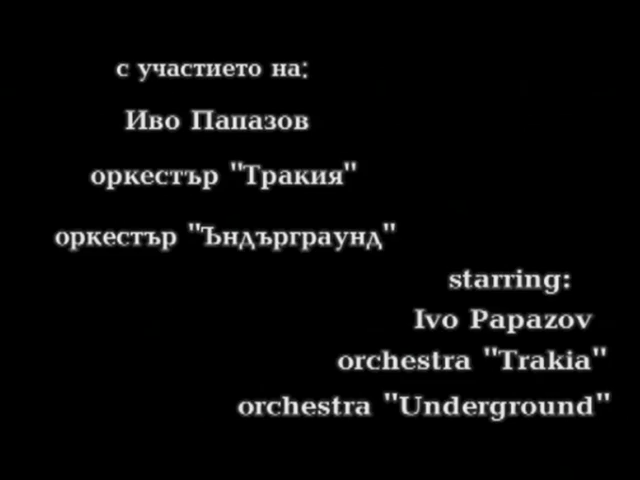 с участието на:
Иво Папазов
оркестър "Тракия"
оркестър "Ъндърграунд"
starring:
Ivo Papazov
orchestra "Trakia"
orchestra "Underground"